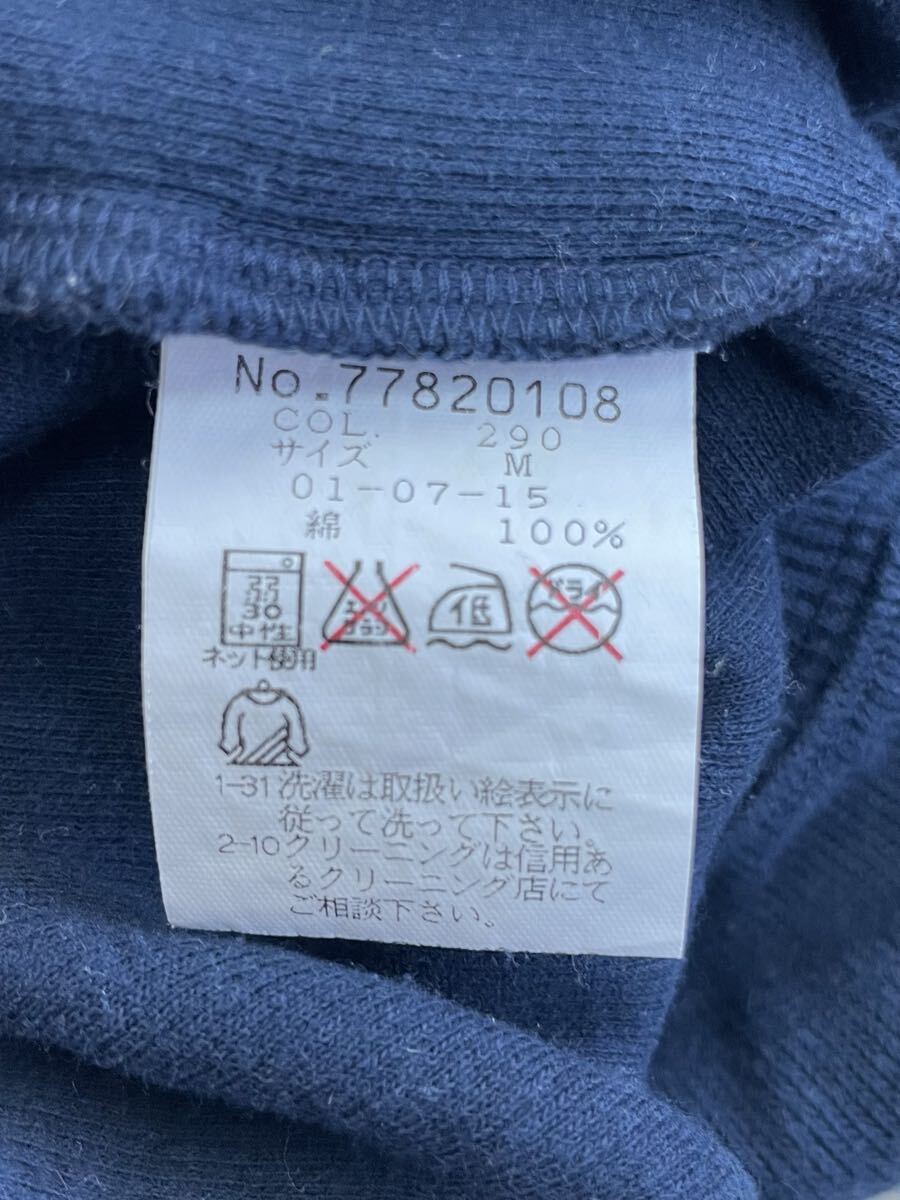 No.77820108
COL. 290
サイズ M
01-07-15
綿 100%
弱
30
中性
エンソ
サラシ
低
ドライ
ネット使用
1-31 洗濯は取扱い絵表示に
従って洗って下さい。
2-10クリーニングは信用あ
るクリーニング店にて
ご相談下さい。